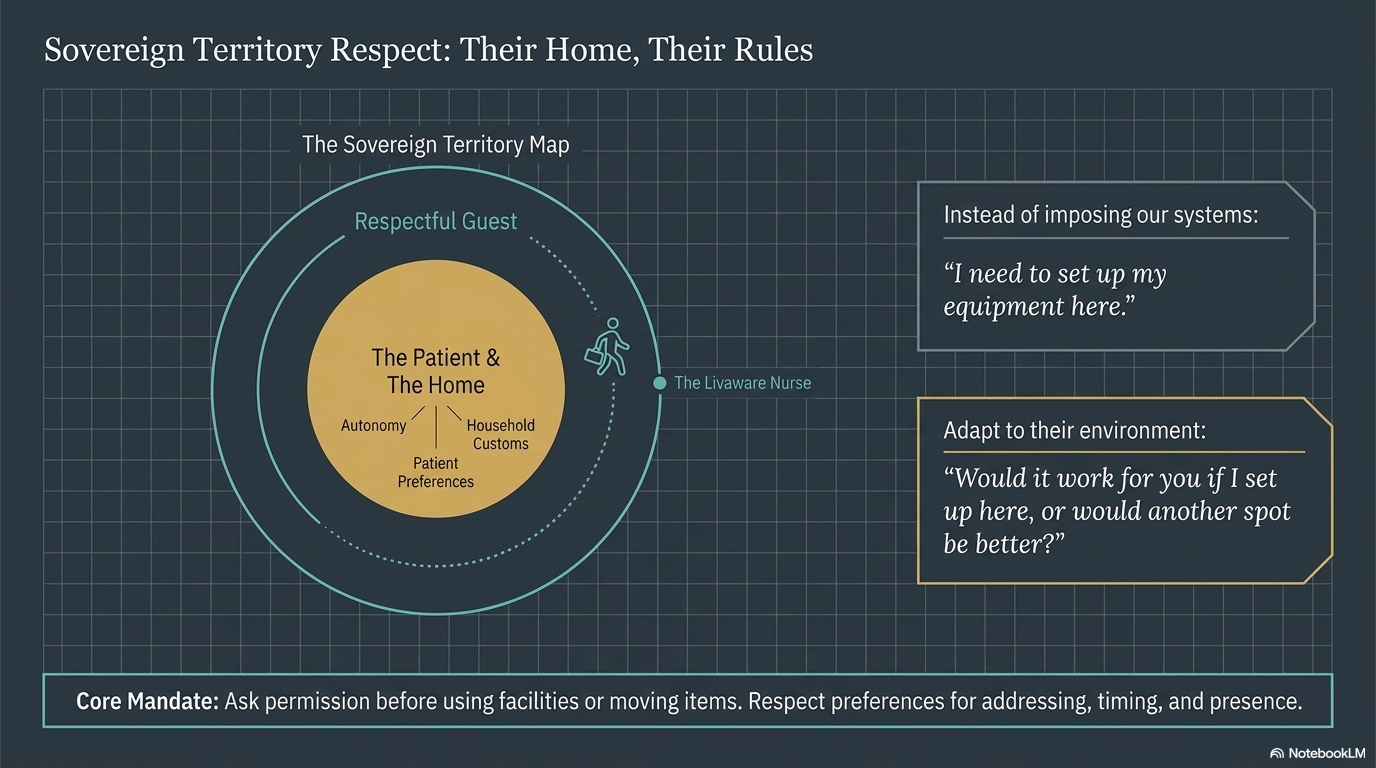 Sovereign Territory Respect: Their Home, Their Rules
The Sovereign Territory Map
Respectful Guest
The Patient &
The Home
Autonomy
Household
Customs
Patient
Preferences
The Livaware Nurse
Instead of imposing our systems:
“I need to set up my
equipment here.”
Adapt to their environment:
“Would it work for you if I set
up here, or would another spot
be better?”
Core Mandate: Ask permission before using facilities or moving items. Respect preferences for addressing, timing, and presence.
NotebookLM